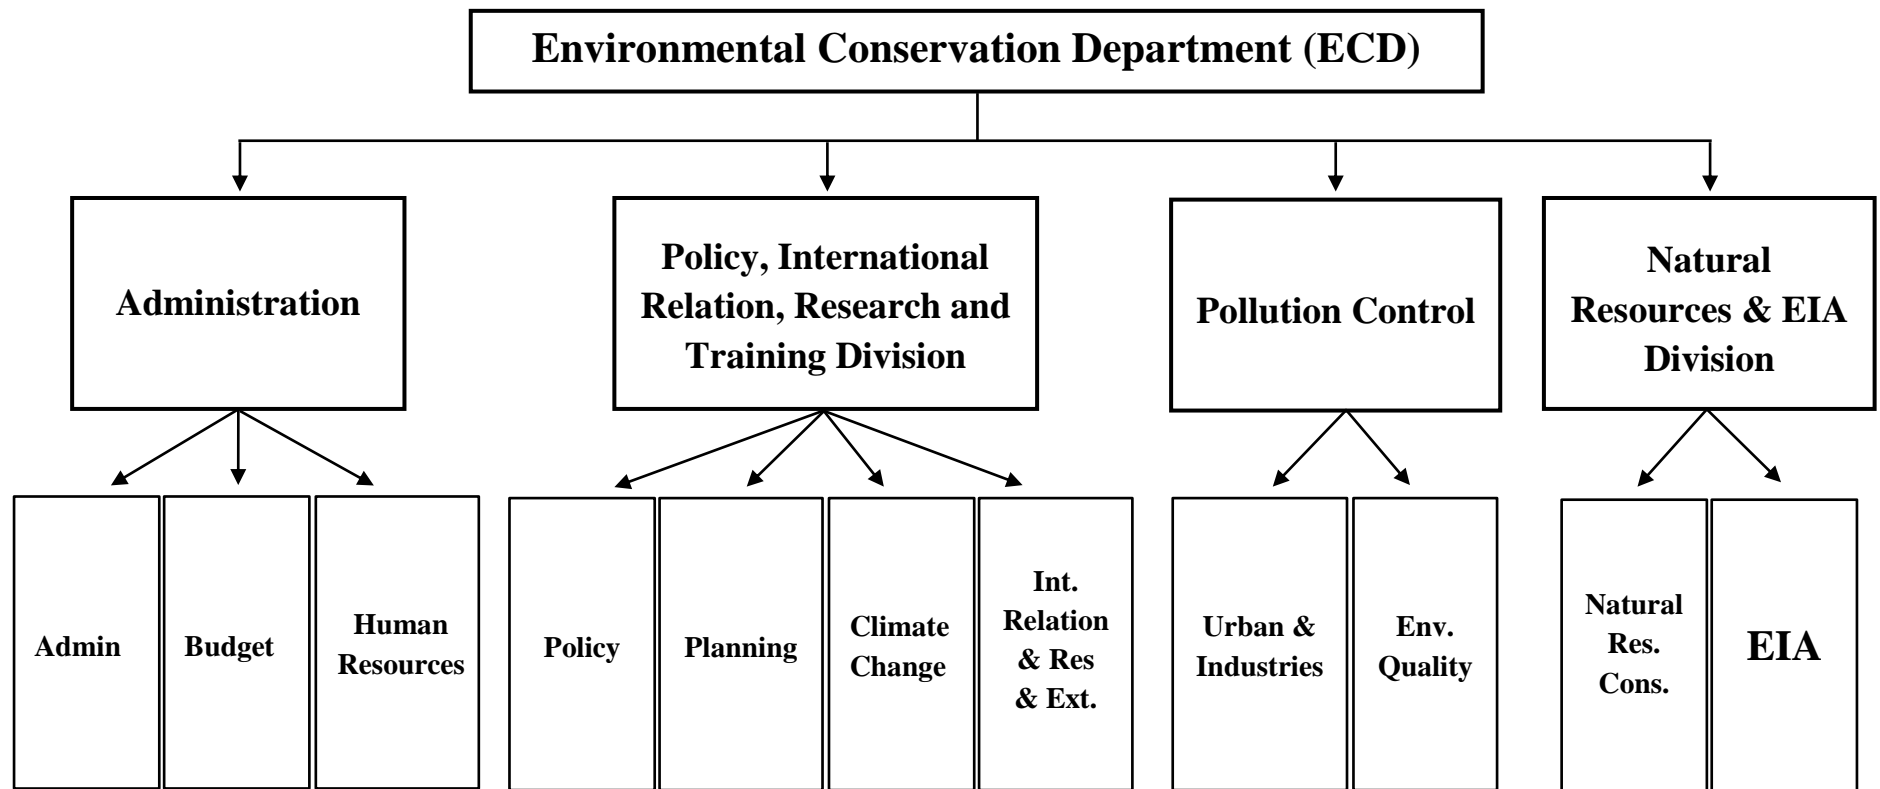 Environmental Conservation Department (ECD)
Administration
Policy, International
Relation, Research and
Training Division
Pollution Control
Natural
Resources & EIA
Division
Admin
Budget
Human
Resources
Policy
Planning
Climate
Change
Int.
Relation
& Res
& Ext.
Urban &
Industries
Env.
Quality
Natural
Res.
Cons.
EIA